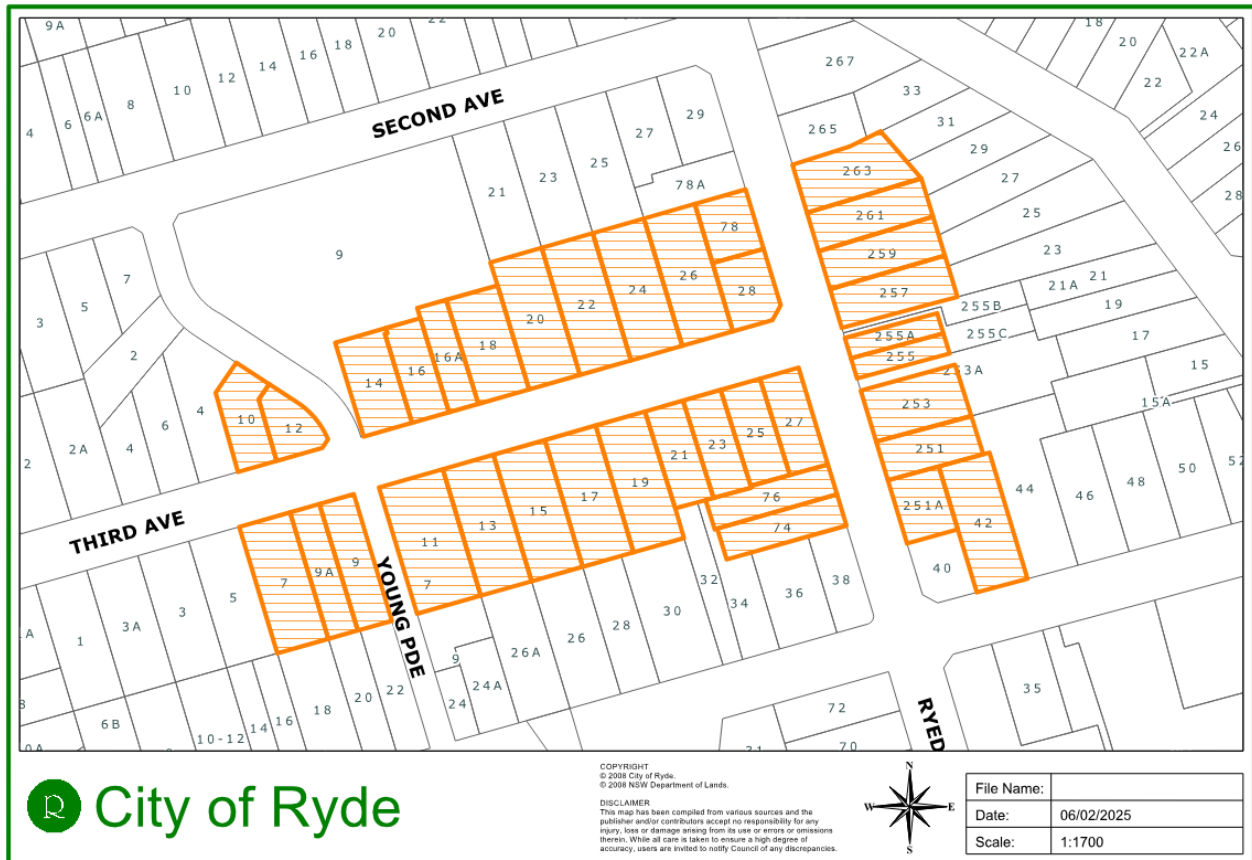 9A
22
22
20
18
16
14
12
10
8
6A
6
4
SECOND AVE
267
265
33
31
29
27
25
23
21
21A
19
17
15
15A
18
20
22
22A
24
26
28
29
27
25
23
21
78A
9
78
28
26
24
22
20
18
16A
16
14
12
10
263
261
259
257
255B
255A
255
255C
253A
253
251
251A
42
40
44
46
48
50
52
7
5
3
2
4
6
4
2A
2
THIRD AVE
27
25
23
21
19
17
15
13
11
7
76
74
9
9A
7
5
3
3A
1
YOUNG PDE
38
36
34
32
30
28
26
26A
24A
24
9
22
20
18
16
14
10-12
6B
72
70
35
RYED
City of Ryde
COPYRIGHT
© 2008 City of Ryde.
© 2008 NSW Department of Lands.
DISCLAIMER
This map has been compiled from various sources and the
publisher and/or contributors accept no responsibility for any
injury, loss or damage arising from its use or errors or omissions
therein. While all care is taken to ensure a high degree of
accuracy, users are invited to notify Council of any discrepancies.
N
W E
S
File Name:
Date: 06/02/2025
Scale: 1:1700